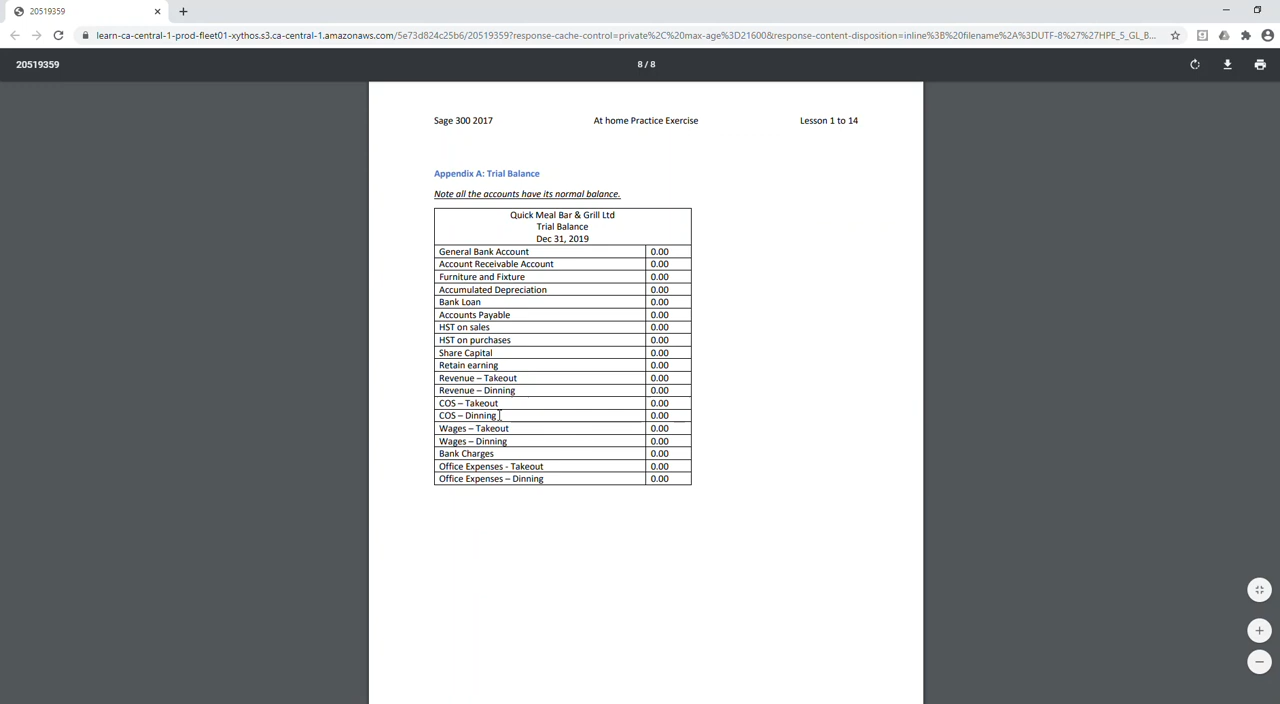 20519359
learn-ca-central-1-prod-fleet01-xythos.s3.ca-central-1.amazonaws.com/5e73d824c25b6/20519359?response-cache-control=private%2C%20max-age%3D21600&response-content-disposition=inline%3B%20filename%2A%3DUTF-8%27%27HPE_5_GL_B...
20519359 8 / 8
Sage 300 2017 At home Practice Exercise Lesson 1 to 14
Appendix A: Trial Balance
Note all the accounts have its normal balance.
Quick Meal Bar & Grill Ltd
Trial Balance
Dec 31, 2019
General Bank Account 0.00
Account Receivable Account 0.00
Furniture and Fixture 0.00
Accumulated Depreciation 0.00
Bank Loan 0.00
Accounts Payable 0.00
HST on sales 0.00
HST on purchases 0.00
Share Capital 0.00
Retain earning 0.00
Revenue – Takeout 0.00
Revenue – Dinning 0.00
COS – Takeout 0.00
COS – Dinning 0.00
Wages – Takeout 0.00
Wages – Dinning 0.00
Bank Charges 0.00
Office Expenses - Takeout 0.00
Office Expenses – Dinning 0.00